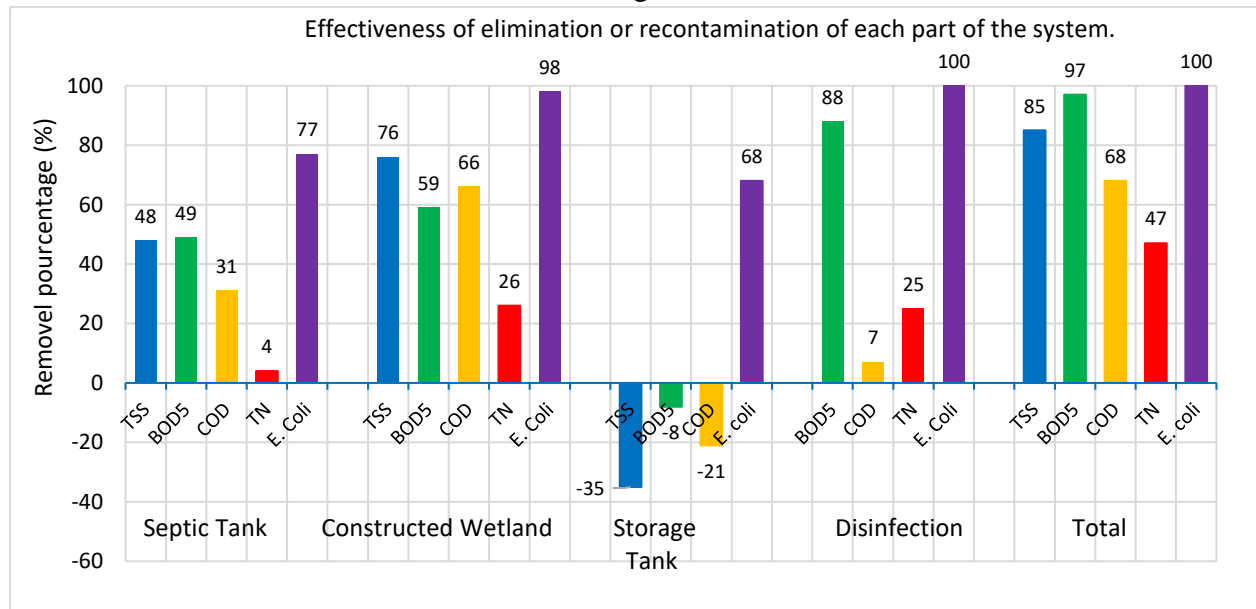 Effectiveness of elimination or recontamination of each part of the system.
Removel pourcentage (%)
100
80
60
40
20
0
-20
-40
-60
48
49
31
4
77
76
59
66
26
98
-35
-8
-21
68
88
7
25
100
85
97
68
47
100
TSS
BOD5
COD
TN
E. Coli
TSS
BOD5
COD
TN
E. coli
TSS
BOD5
COD
E. coli
BOD5
COD
TN
E. Coli
TSS
BOD5
COD
TN
E. coli
Septic Tank
Constructed Wetland
Storage
Tank
Disinfection
Total